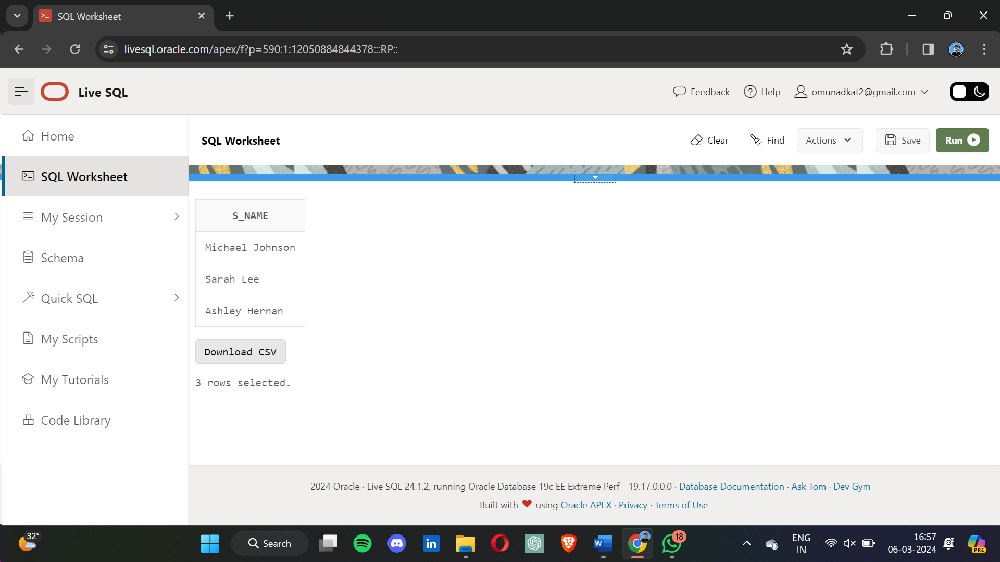 SQL Worksheet
livesql.oracle.com/apex/f?p=590:1:12050884844378:::RP::
Live SQL
Feedback
Help
omunadkat2@gmail.com
Home
SQL Worksheet
My Session
Schema
Quick SQL
My Scripts
My Tutorials
Code Library
SQL Worksheet
Clear
Find
Actions
Save
Run
S_NAME
Michael Johnson
Sarah Lee
Ashley Hernan
Download CSV
3 rows selected.
2024 Oracle · Live SQL 24.1.2, running Oracle Database 19c EE Extreme Perf - 19.17.0.0.0 · Database Documentation · Ask Tom · Dev Gym
Built with ❤ using Oracle APEX · Privacy · Terms of Use
32°
Search
in
W
18
ENG
IN
16:57
06-03-2024
PRE